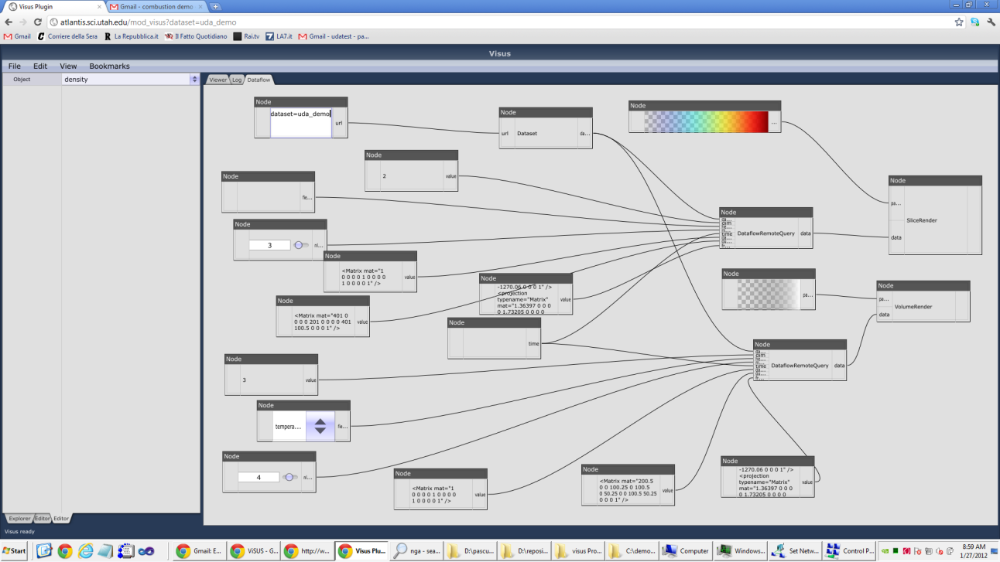 Visus Plugin
Gmail - combustion demo
atlantis.sci.utah.edu/mod_visus?dataset=uda_demo
Gmail
Corriere della Sera
La Repubblica.it
Il Fatto Quotidiano
Rai.tv
LA7.it
Gmail - udatest - pa...
Visus
File Edit View Bookmarks
Object density
Viewer Log Dataflow
Node
dataset=uda_demo
url
Node
url Dataset da...
Node
...
Node
2 value
Node
fle...
Node
pa...
SliceRender
data
Node
DataflowRemoteQuery data
dim
time
Node
3 ni...
Node
<Matrix mat="1
0 0 0 0 1 0 0 0 0
1 0 0 0 0 1" />
value
Node
-1270.06 0 0 0 1" />
<projection
typename="Matrix"
mat="1.36397 0 0 0
0 1.73205 0 0 0 0
value
Node
pa...
Node
pa...
VolumeRender
data
Node
<Matrix mat="401 0
0 0 0 201 0 0 0 0 401
100.5 0 0 0 1" />
value
Node
time
Node
DataflowRemoteQuery data
dim
time
Node
3 value
Node
tempera... fle...
Node
4 ni...
Node
<Matrix mat="1
0 0 0 0 1 0 0 0 0
1 0 0 0 0 1" />
value
Node
<Matrix mat="200.5
0 0 100.25 0 100.5
0 50.25 0 0 100.5 50.25
0 0 0 1" />
value
Node
-1270.06 0 0 0 1" />
<projection
typename="Matrix"
mat="1.36397 0 0 0
0 1.73205 0 0 0 0
value
Explorer Editor Editor
Visus ready
Start
Gmail: E...
ViSUS - G...
http://w...
Visus Plu...
nga - sea...
D:\pascu...
D:\reposi...
visus Pro...
C:\demo...
Computer
Windows...
Set Netw...
Control P...
8:59 AM
1/27/2012